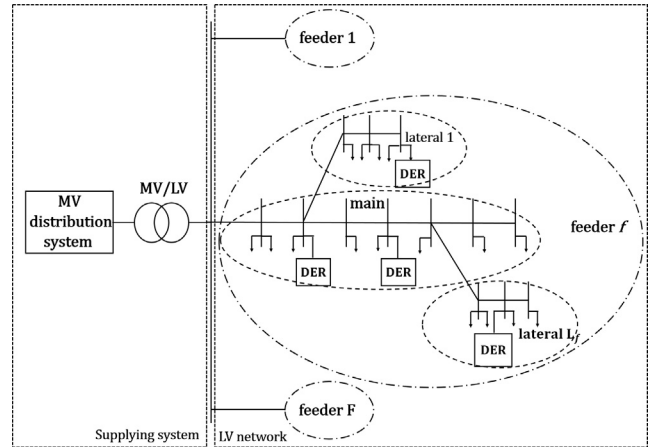 feeder 1
lateral 1
DER
MV/LV
main
MV
distribution
system
feeder f
DER
DER
lateral Lf
DER
feeder F
Supplying system
LV network